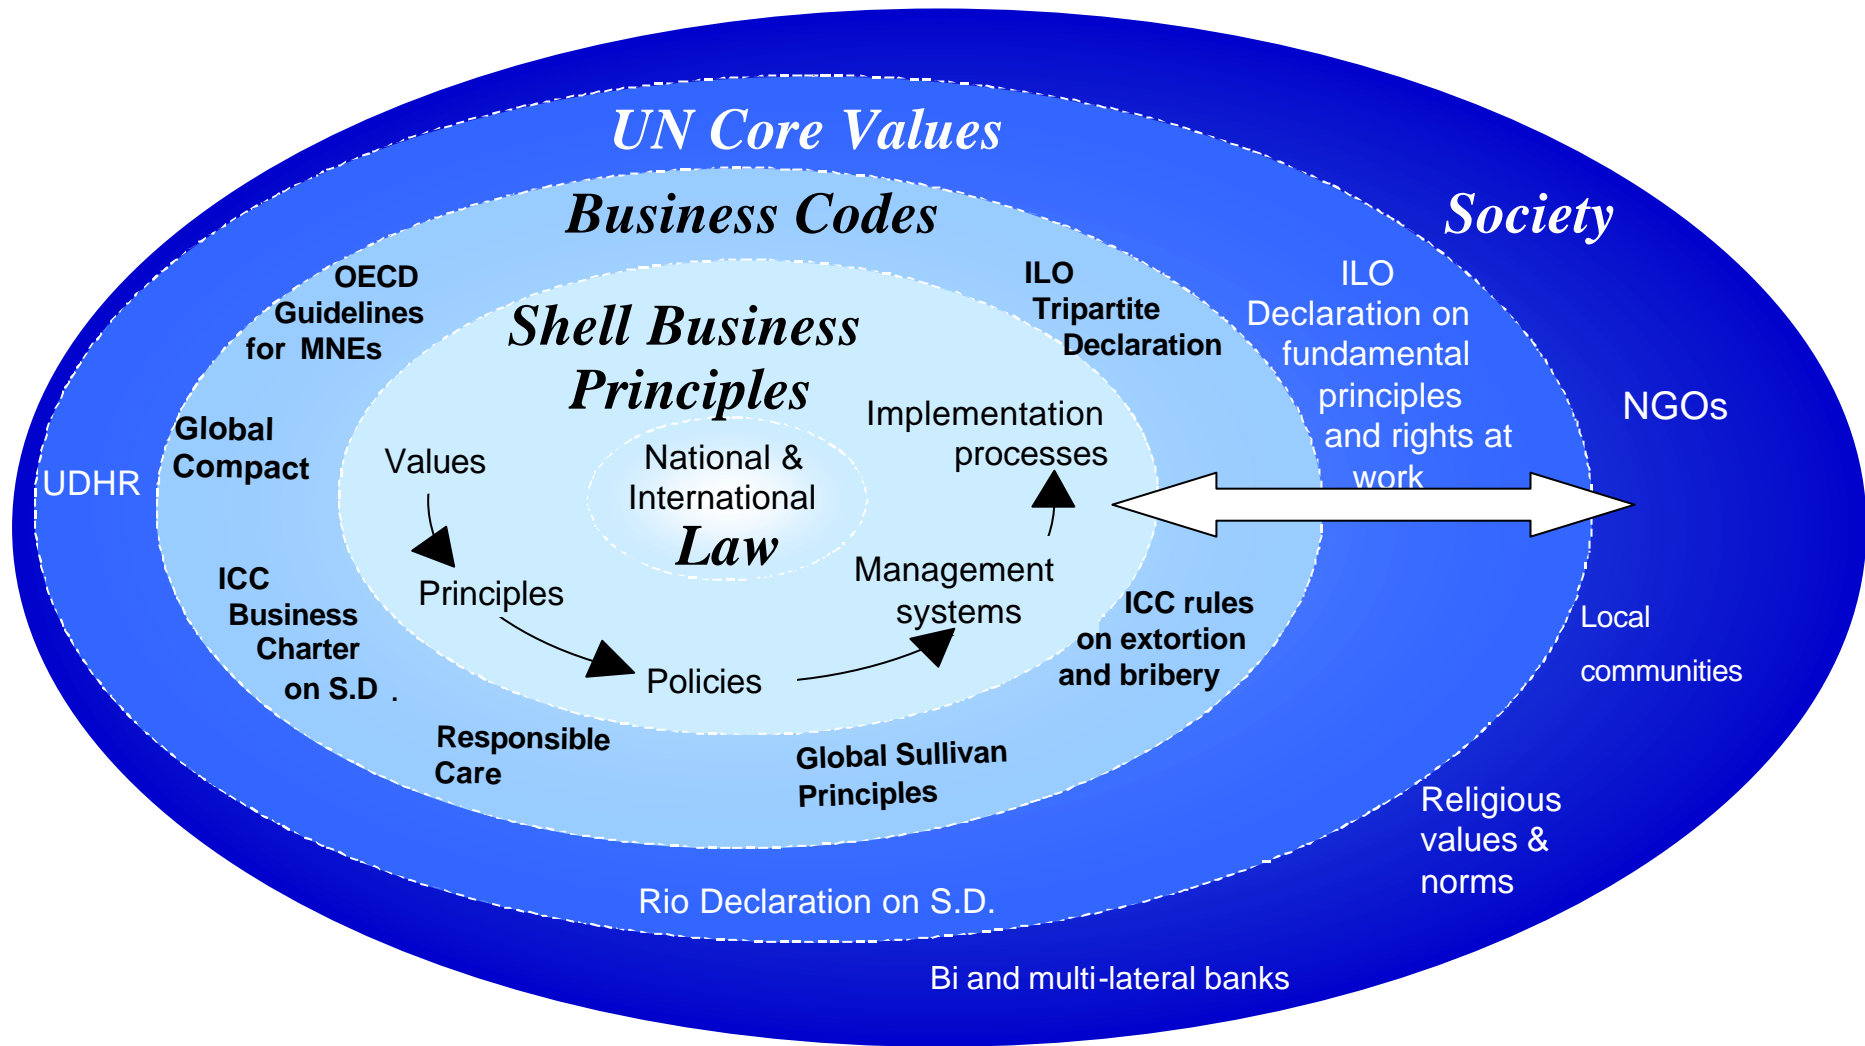 UN Core Values
Business Codes
Society
OECD
Guidelines
for MNEs
Shell Business
Principles
ILO
Tripartite
Declaration
ILO
Declaration on
fundamental
principles
and rights at
work
NGOs
Global
Compact
UDHR
Values
National &
International
Law
Implementation
processes
Principles
Management
systems
Policies
ICC
Business
Charter
on S.D .
ICC rules
on extortion
and bribery
Local
communities
Responsible
Care
Global Sullivan
Principles
Religious
values &
norms
Rio Declaration on S.D.
Bi and multi-lateral banks